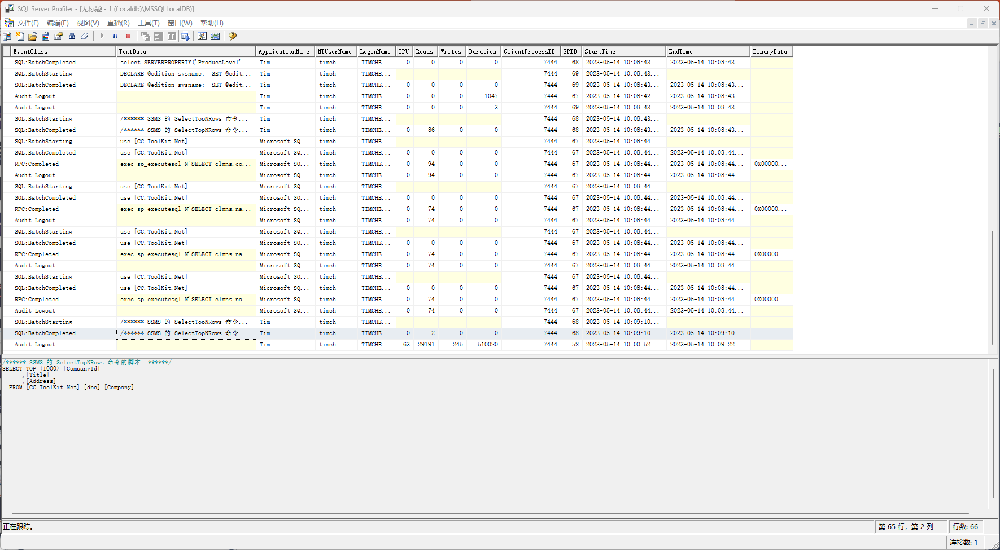 SQL Server Profiler - [无标题 - 1 ((localdb)\MSSQLLocalDB)]
文件(F) 编辑(E) 视图(V) 重播(R) 工具(T) 窗口(W) 帮助(H)
EventClass TextData ApplicationName NTUserName LoginName CPU Reads Writes Duration ClientProcessID SPID StartTime EndTime BinaryData
SQL:BatchCompleted select SERVERPROPERTY('ProductLevel'... Tim timch TIMCHE... 0 0 0 0 7444 68 2023-05-14 10:08:43... 2023-05-14 10:08:43...
SQL:BatchStarting DECLARE @edition sysname; SET @edit... Tim timch TIMCHE... 7444 69 2023-05-14 10:08:43...
SQL:BatchCompleted DECLARE @edition sysname; SET @edit... Tim timch TIMCHE... 0 0 0 0 7444 69 2023-05-14 10:08:43... 2023-05-14 10:08:43...
Audit Logout Tim timch TIMCHE... 0 0 0 1047 7444 67 2023-05-14 10:08:42... 2023-05-14 10:08:43...
Audit Logout Tim timch TIMCHE... 0 0 0 3 7444 69 2023-05-14 10:08:43... 2023-05-14 10:08:43...
SQL:BatchStarting /****** SSMS 的 SelectTopNRows 命令... Tim timch TIMCHE... 7444 68 2023-05-14 10:08:43...
SQL:BatchCompleted /****** SSMS 的 SelectTopNRows 命令... Tim timch TIMCHE... 0 86 0 0 7444 68 2023-05-14 10:08:43... 2023-05-14 10:08:43...
SQL:BatchStarting use [CC.ToolKit.Net] Microsoft SQ... timch TIMCHE... 7444 67 2023-05-14 10:08:44...
SQL:BatchCompleted use [CC.ToolKit.Net] Microsoft SQ... timch TIMCHE... 0 0 0 0 7444 67 2023-05-14 10:08:44... 2023-05-14 10:08:44...
RPC:Completed exec sp_executesql N'SELECT clmns.co... Microsoft SQ... timch TIMCHE... 0 94 0 0 7444 67 2023-05-14 10:08:44... 2023-05-14 10:08:44... 0X00000...
Audit Logout Microsoft SQ... timch TIMCHE... 0 94 0 0 7444 67 2023-05-14 10:08:44... 2023-05-14 10:08:44...
SQL:BatchStarting use [CC.ToolKit.Net] Microsoft SQ... timch TIMCHE... 7444 67 2023-05-14 10:08:44...
SQL:BatchCompleted use [CC.ToolKit.Net] Microsoft SQ... timch TIMCHE... 0 0 0 0 7444 67 2023-05-14 10:08:44... 2023-05-14 10:08:44...
RPC:Completed exec sp_executesql N'SELECT clmns.na... Microsoft SQ... timch TIMCHE... 0 74 0 0 7444 67 2023-05-14 10:08:44... 2023-05-14 10:08:44... 0X00000...
Audit Logout Microsoft SQ... timch TIMCHE... 0 74 0 0 7444 67 2023-05-14 10:08:44... 2023-05-14 10:08:44...
SQL:BatchStarting use [CC.ToolKit.Net] Microsoft SQ... timch TIMCHE... 7444 67 2023-05-14 10:08:44...
SQL:BatchCompleted use [CC.ToolKit.Net] Microsoft SQ... timch TIMCHE... 0 0 0 0 7444 67 2023-05-14 10:08:44... 2023-05-14 10:08:44...
RPC:Completed exec sp_executesql N'SELECT clmns.na... Microsoft SQ... timch TIMCHE... 0 74 0 0 7444 67 2023-05-14 10:08:44... 2023-05-14 10:08:44... 0X00000...
Audit Logout Microsoft SQ... timch TIMCHE... 0 74 0 0 7444 67 2023-05-14 10:08:44... 2023-05-14 10:08:44...
SQL:BatchStarting use [CC.ToolKit.Net] Microsoft SQ... timch TIMCHE... 7444 67 2023-05-14 10:08:44...
SQL:BatchCompleted use [CC.ToolKit.Net] Microsoft SQ... timch TIMCHE... 0 0 0 0 7444 67 2023-05-14 10:08:44... 2023-05-14 10:08:44...
RPC:Completed exec sp_executesql N'SELECT clmns.na... Microsoft SQ... timch TIMCHE... 0 74 0 0 7444 67 2023-05-14 10:08:44... 2023-05-14 10:08:44... 0X00000...
Audit Logout Microsoft SQ... timch TIMCHE... 0 74 0 0 7444 67 2023-05-14 10:08:44... 2023-05-14 10:08:44...
SQL:BatchStarting /****** SSMS 的 SelectTopNRows 命令... Tim timch TIMCHE... 7444 68 2023-05-14 10:09:10...
SQL:BatchCompleted /****** SSMS 的 SelectTopNRows 命令... Tim timch TIMCHE... 0 2 0 0 7444 68 2023-05-14 10:09:10... 2023-05-14 10:09:10...
Audit Logout Tim timch TIMCHE... 63 29191 245 510020 7444 52 2023-05-14 10:00:52... 2023-05-14 10:09:22...
/****** SSMS 的 SelectTopNRows 命令的脚本 ******/
SELECT TOP (1000) [CompanyId]
,[Title]
,[Address]
FROM [CC.ToolKit.Net].[dbo].[Company]
正在跟踪。 第 65 行，第 2 列 行数: 66
连接数: 1